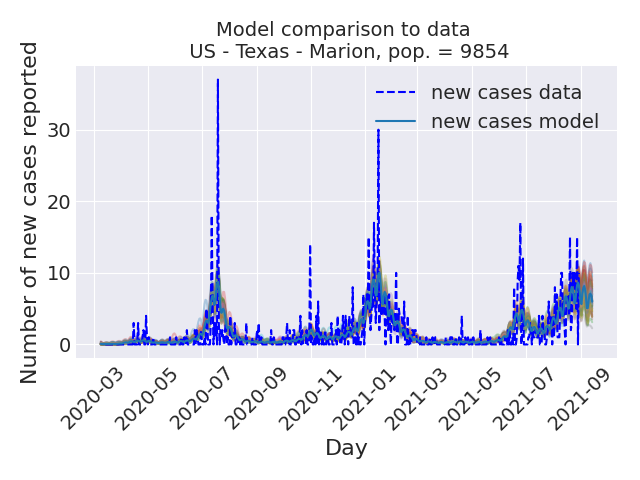 Model comparison to data
US - Texas - Marion, pop. = 9854
Number of new cases reported
new cases data
new cases model
30
20
10
0
2020-03
2020-05
2020-07
2020-09
2020-11
2021-01
2021-03
2021-05
2021-07
2021-09
Day